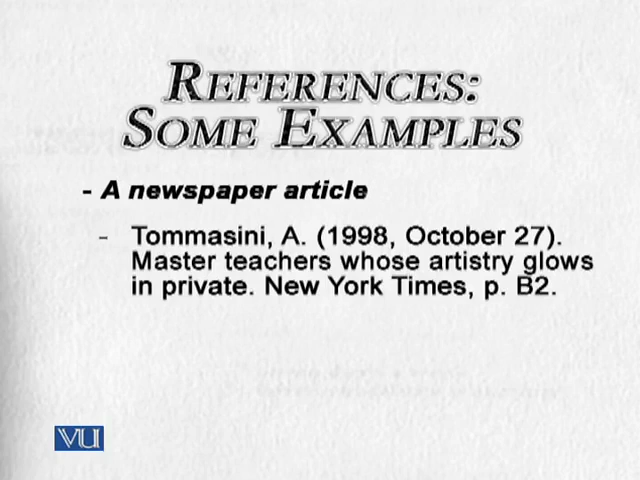 REFERENCES:
SOME EXAMPLES
- A newspaper article
- Tommasini, A. (1998, October 27).
Master teachers whose artistry glows
in private. New York Times, p. B2.
VU